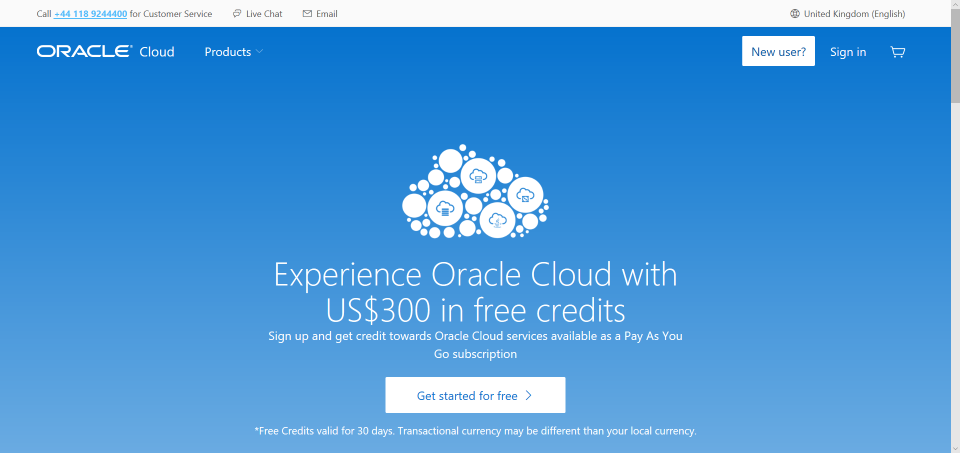 Call +44 118 9244400 for Customer Service Live Chat Email United Kingdom (English)
ORACLE® Cloud Products New user? Sign in
Experience Oracle Cloud with
US$300 in free credits
Sign up and get credit towards Oracle Cloud services available as a Pay As You
Go subscription
Get started for free
*Free Credits valid for 30 days. Transactional currency may be different than your local currency.